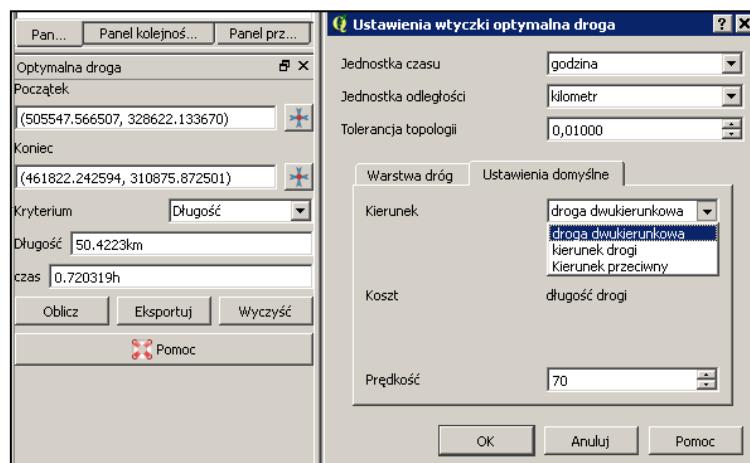 Pan...
Panel kolejnoś...
Panel prz...
Optymalna droga
Początek
(505547.566507, 328622.133670)
Koniec
(461822.242594, 310875.872501)
Kryterium
Długość
Długość
50.4223km
czas
0.720319h
Oblicz
Eksportuj
Wyczyść
Pomoc
Ustawienia wtyczki optymalna droga
Jednostka czasu
godzina
Jednostka odległości
kilometr
Tolerancja topologii
0,01000
Warstwa dróg
Ustawienia domyślne
Kierunek
droga dwukierunkowa
droga dwukierunkowa
kierunek drogi
Kierunek przeciwny
Koszt
długość drogi
Prędkość
70
OK
Anuluj
Pomoc